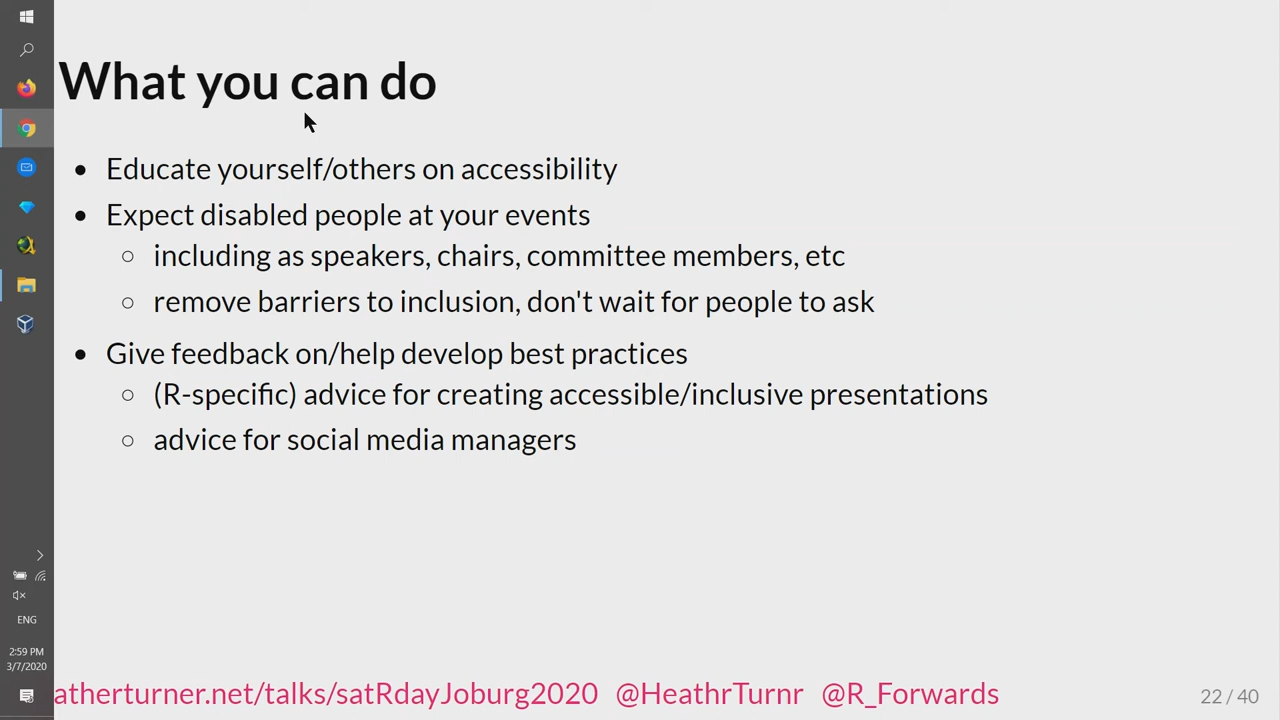 What you can do
Educate yourself/others on accessibility
Expect disabled people at your events
including as speakers, chairs, committee members, etc
remove barriers to inclusion, don't wait for people to ask
Give feedback on/help develop best practices
(R-specific) advice for creating accessible/inclusive presentations
advice for social media managers
ENG
2:59 PM
3/7/2020
atherturner.net/talks/satRdayJoburg2020 @HeathrTurnr @R_Forwards
22 / 40